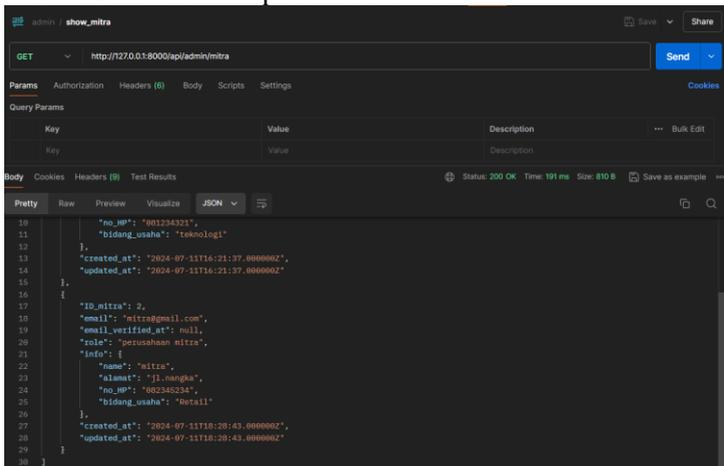 admin / show_mitra
Save
Share
GET
http://127.0.0.1:8000/api/admin/mitra
Send
Params Authorization Headers (6) Body Scripts Settings
Cookies
Query Params
Key Value Description ••• Bulk Edit
Key Value Description
Body Cookies Headers (9) Test Results
Status: 200 OK Time: 191 ms Size: 810 B Save as example •••
Pretty Raw Preview Visualize JSON
10 "no_HP": "081234321",
11 "bidang_usaha": "teknologi"
12 },
13 "created_at": "2024-07-11T16:21:37.000000Z",
14 "updated_at": "2024-07-11T16:21:37.000000Z"
15 },
16 {
17 "ID_mitra": 2,
18 "email": "mitra@gmail.com",
19 "email_verified_at": null,
20 "role": "perusahaan mitra",
21 "info": {
22 "name": "mitra",
23 "alamat": "jl.nangka",
24 "no_HP": "082345234",
25 "bidang_usaha": "Retail"
26 },
27 "created_at": "2024-07-11T18:28:43.000000Z",
28 "updated_at": "2024-07-11T18:28:43.000000Z"
29 }
30 ]